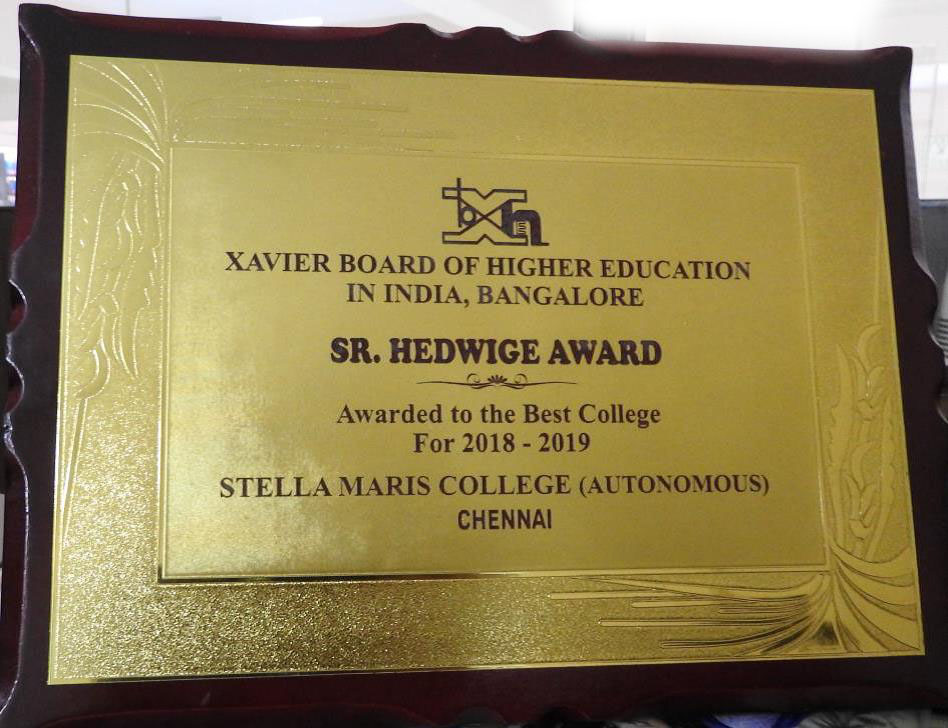 XbHE
XAVIER BOARD OF HIGHER EDUCATION
IN INDIA, BANGALORE
SR. HEDWIGE AWARD
Awarded to the Best College
For 2018 - 2019
STELLA MARIS COLLEGE (AUTONOMOUS)
CHENNAI